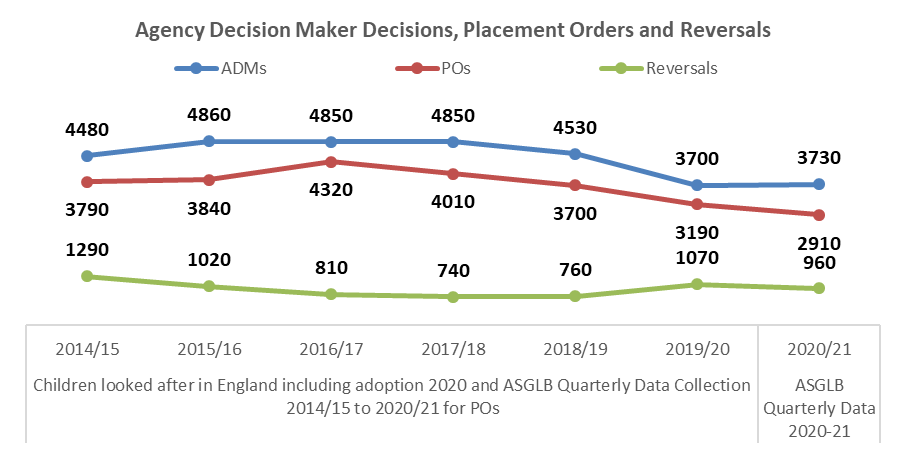 Agency Decision Maker Decisions, Placement Orders and Reversals
ADMs POs Reversals
4480 4860 4850 4850 4530 3700 3730
3790 3840 4320 4010 3700 3190 2910
1290 1020 810 740 760 1070 960
2014/15 2015/16 2016/17 2017/18 2018/19 2019/20 2020/21
Children looked after in England including adoption 2020 and ASGLB Quarterly Data Collection
2014/15 to 2020/21 for POs
ASGLB
Quarterly Data
2020-21